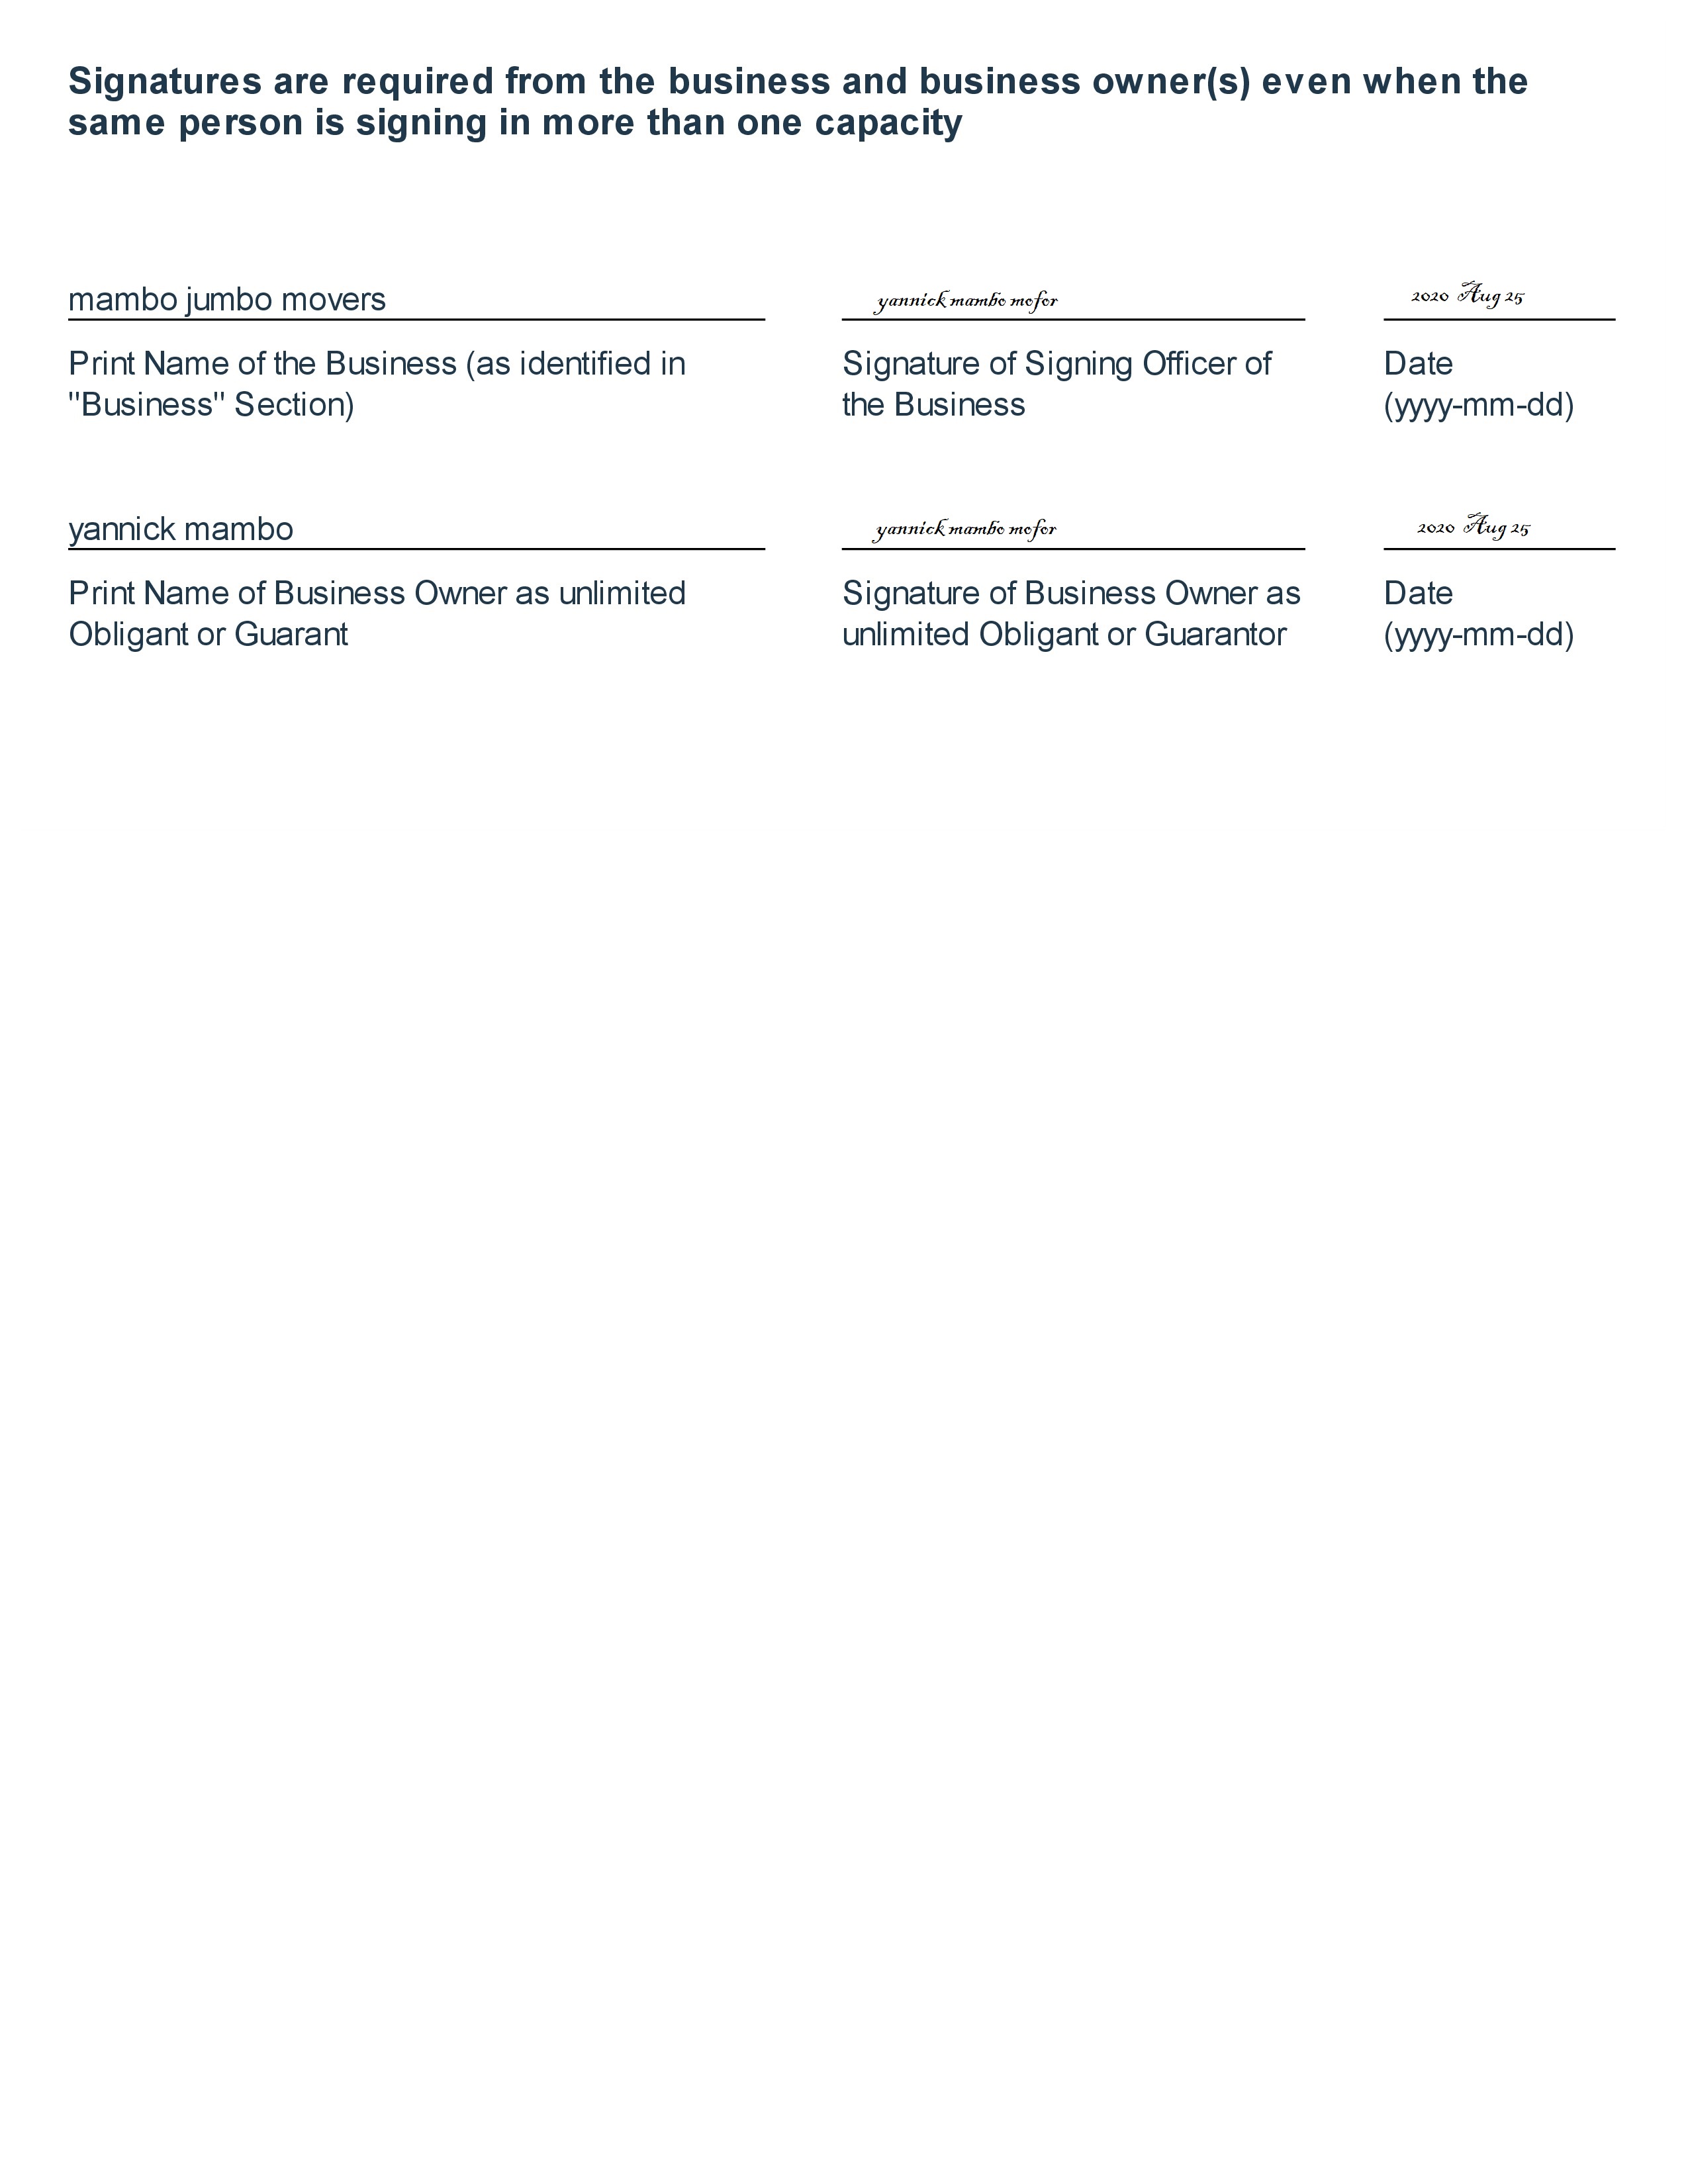 Signatures are required from the business and business owner(s) even when the
same person is signing in more than one capacity
mambo jumbo movers
yannick mambo mofor
2020 Aug 25
Print Name of the Business (as identified in
"Business" Section)
Signature of Signing Officer of
the Business
Date
(yyyy-mm-dd)
yannick mambo
yannick mambo mofor
2020 Aug 25
Print Name of Business Owner as unlimited
Obligant or Guarant
Signature of Business Owner as
unlimited Obligant or Guarantor
Date
(yyyy-mm-dd)